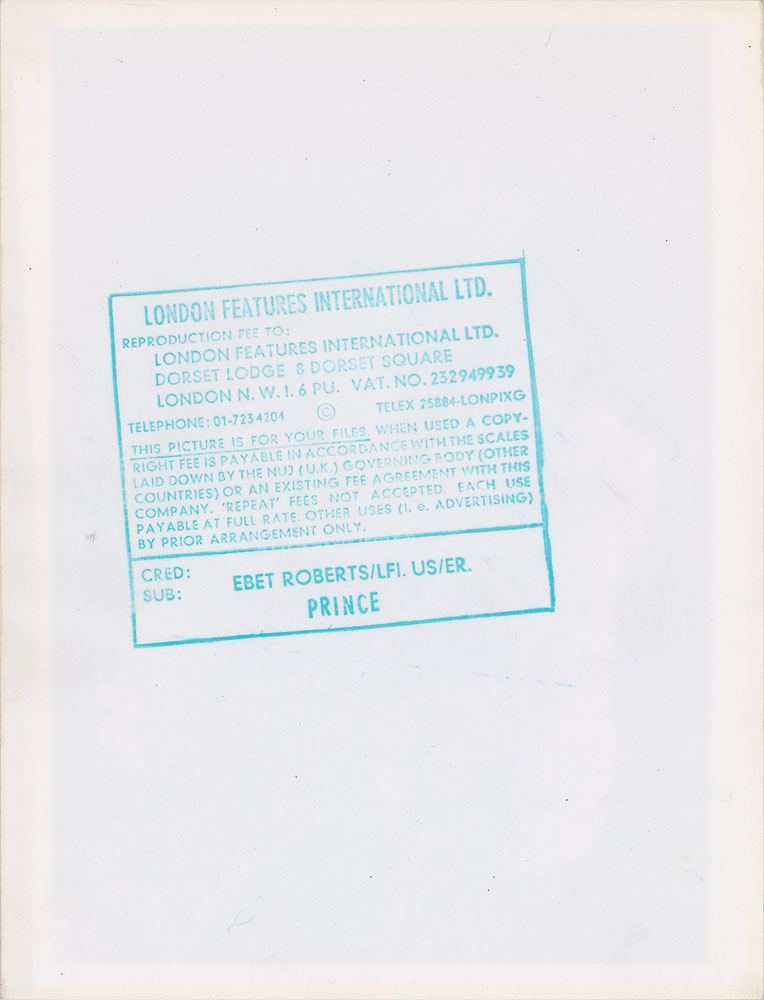 LONDON FEATURES INTERNATIONAL LTD.
REPRODUCTION FEE TO:
LONDON FEATURES INTERNATIONAL LTD.
DORSET LODGE 8 DORSET SQUARE
LONDON N. W. I. 6 PU. VAT. NO. 232949939
TELEPHONE: 01-7234204 © TELEX 25884-LONPIXG
THIS PICTURE IS FOR YOUR FILES. WHEN USED A COPY-
RIGHT FEE IS PAYABLE IN ACCORDANCE WITH THE SCALES
LAID DOWN BY THE NUJ (U.K.) GOVERNING BODY (OTHER
COUNTRIES) OR AN EXISTING FEE AGREEMENT WITH THIS
COMPANY. 'REPEAT' FEES NOT ACCEPTED. EACH USE
PAYABLE AT FULL RATE. OTHER USES (I. e. ADVERTISING)
BY PRIOR ARRANGEMENT ONLY.
CRED: EBET ROBERTS/LFI. US/ER.
SUB: PRINCE